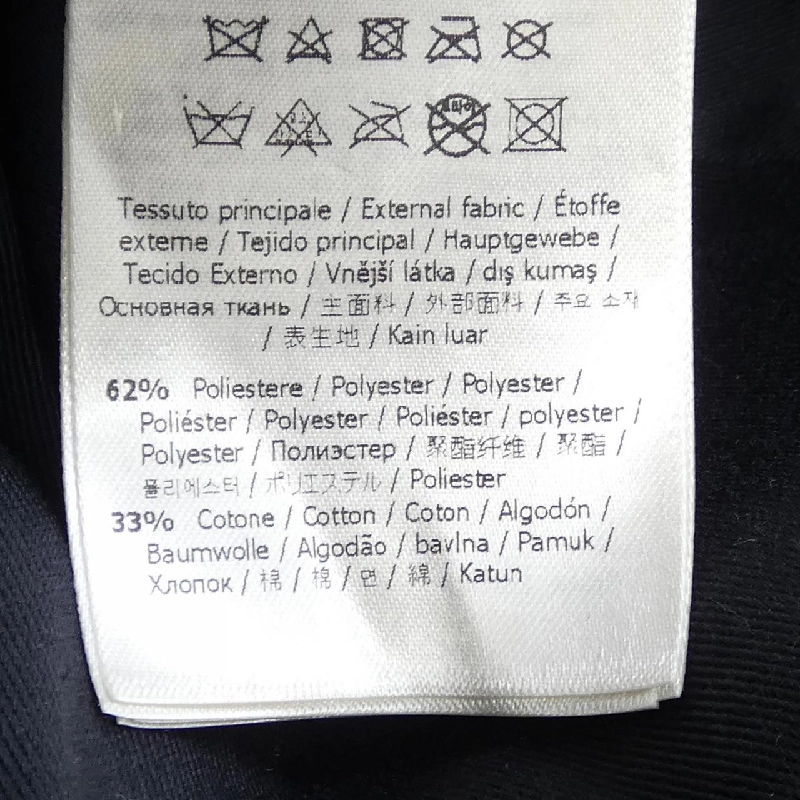 Tessuto principale / External fabric / Étoffe
externe / Tejido principal / Hauptgewebe /
Tecido Externo / Vnější látka / dış kumaş /
Основная ткань / 主面料 / 外部面料 / 주요 소재
/ 表生地 / Kain luar
62% Poliestere / Polyester / Polyester /
Poliéster / Polyester / Poliéster / polyester /
Polyester / Полиэстер / 聚酯纤维 / 聚酯 /
폴리에스터 / ポリエステル / Poliester
33% Cotone / Cotton / Coton / Algodón /
Baumwolle / Algodão / bavlna / Pamuk /
Хлопок / 棉 / 棉 / 면 / 綿 / Katun